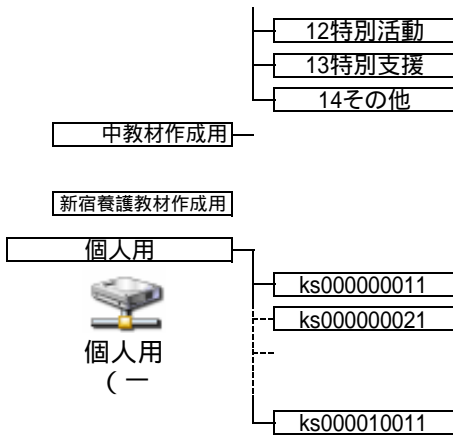 12特別活動
13特別支援
14その他
中教材作成用
新宿養護教材作成用
個人用
ks000000011
ks000000021
個人用
（ー
ks000010011